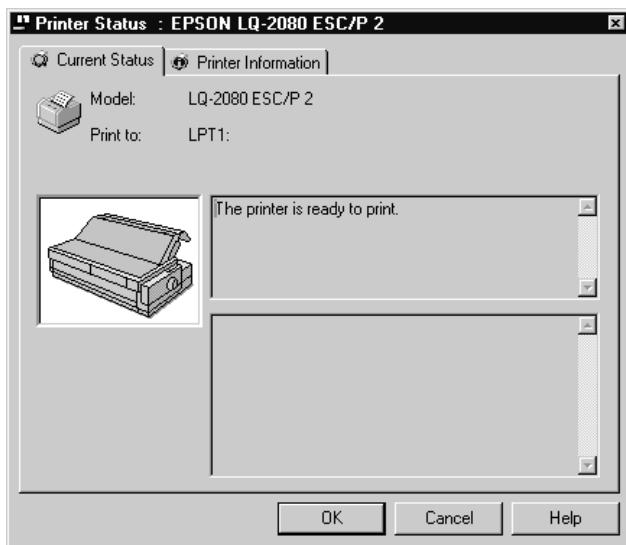 Printer Status : EPSON LQ-2080 ESC/P 2
Current Status Printer Information
Model: LQ-2080 ESC/P 2
Print to: LPT1:
The printer is ready to print.
OK Cancel Help